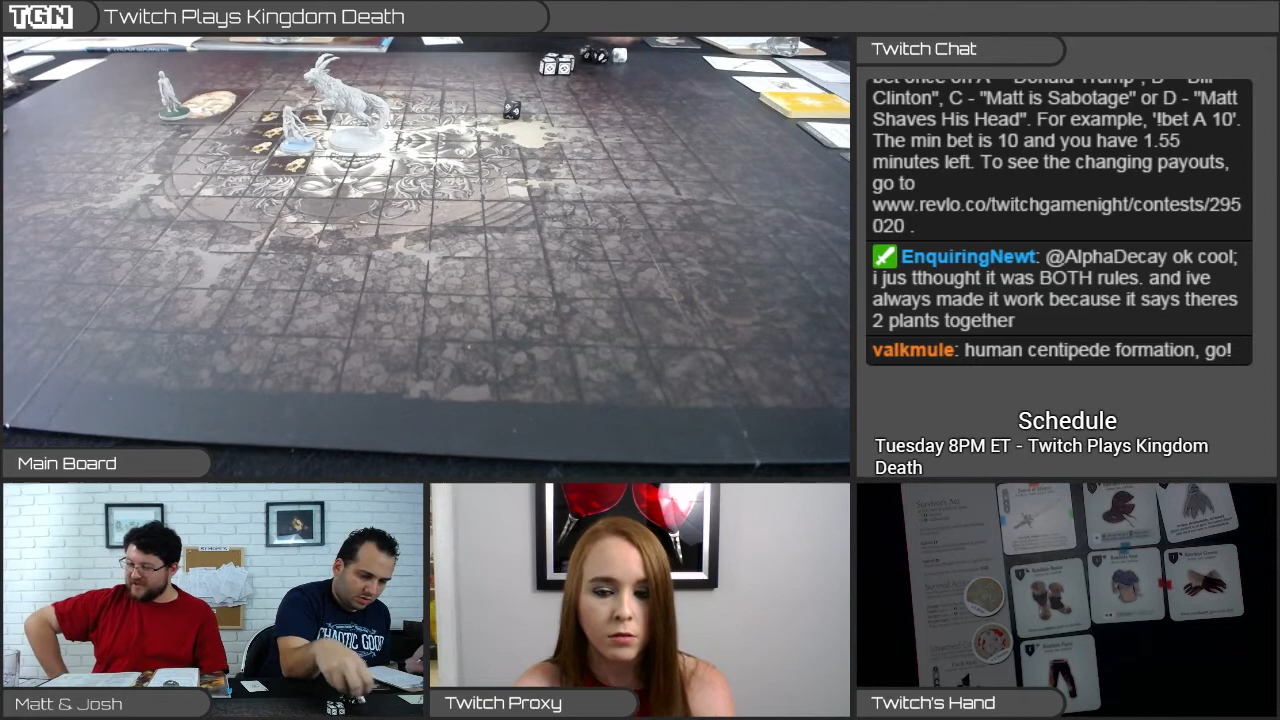 TGN
Twitch Plays Kingdom Death
Twitch Chat
Clinton", C - "Matt is Sabotage" or D - "Matt
Shaves His Head". For example, '!bet A 10'.
The min bet is 10 and you have 1.55
minutes left. To see the changing payouts,
go to
www.revlo.co/twitchgamenight/contests/295
020 .
EnquiringNewt: @AlphaDecay ok cool;
i jus tthought it was BOTH rules. and ive
always made it work because it says theres
2 plants together
valkmule: human centipede formation, go!
Schedule
Tuesday 8PM ET - Twitch Plays Kingdom
Death
Main Board
CHAOTIC GOOD
Matt & Josh
Twitch Proxy
Twitch's Hand